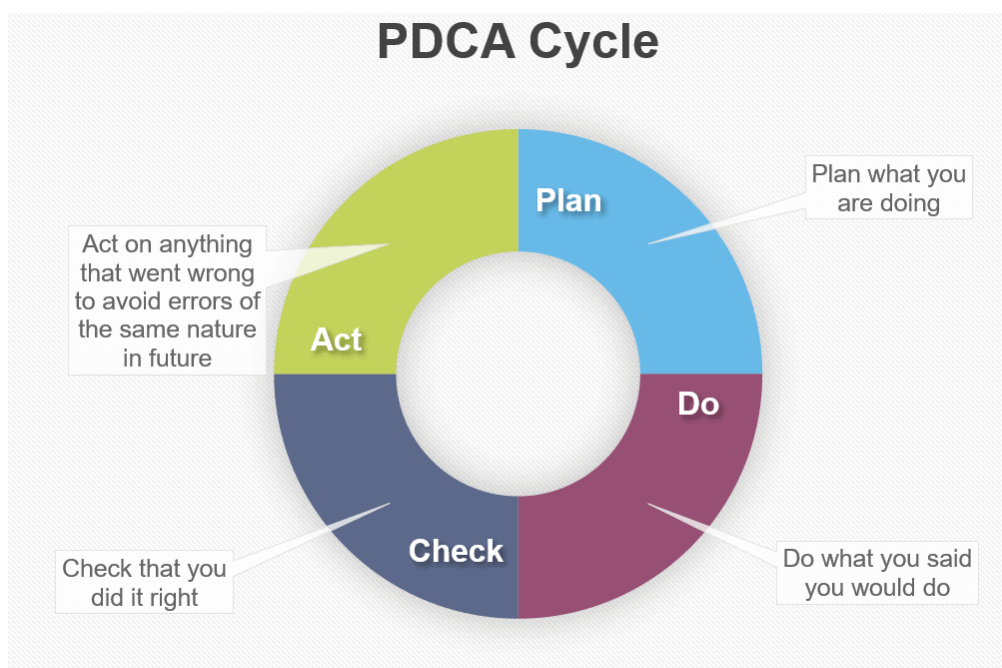 PDCA Cycle
Plan
Plan what you
are doing
Do
Do what you said
you would do
Check
Check that you
did it right
Act
Act on anything
that went wrong
to avoid errors of
the same nature
in future